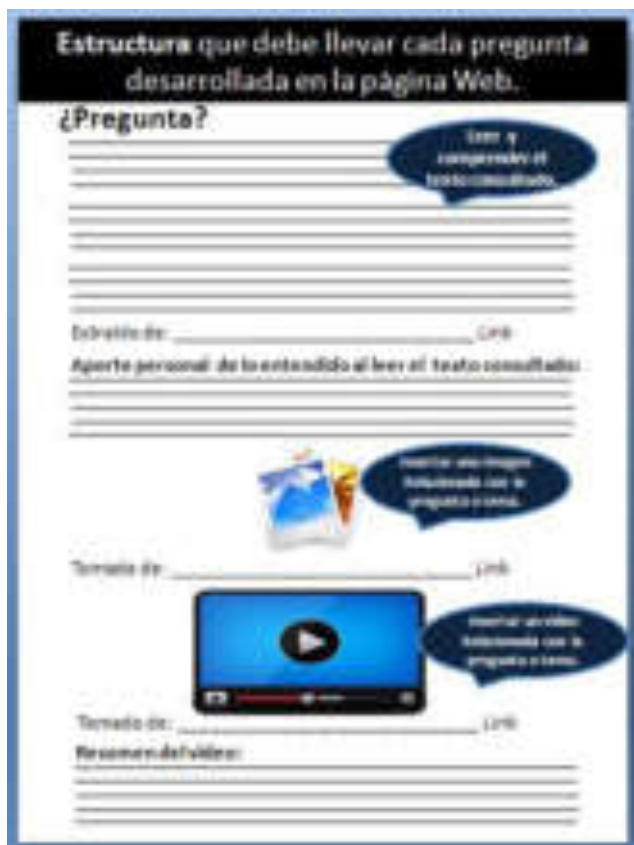 Estructura que debe llevar cada pregunta
desarrollada en la página Web.
¿Pregunta?
Leer y
comprender el
texto consultado.
Extraído de: Link
Aporte personal de lo entendido al leer el texto consultado:
Insertar una imagen
Relacionada con la
pregunta o tema.
Tomado de: Link
Insertar un video
Relacionado con la
pregunta o tema.
Tomado de: Link
Resumen del video: